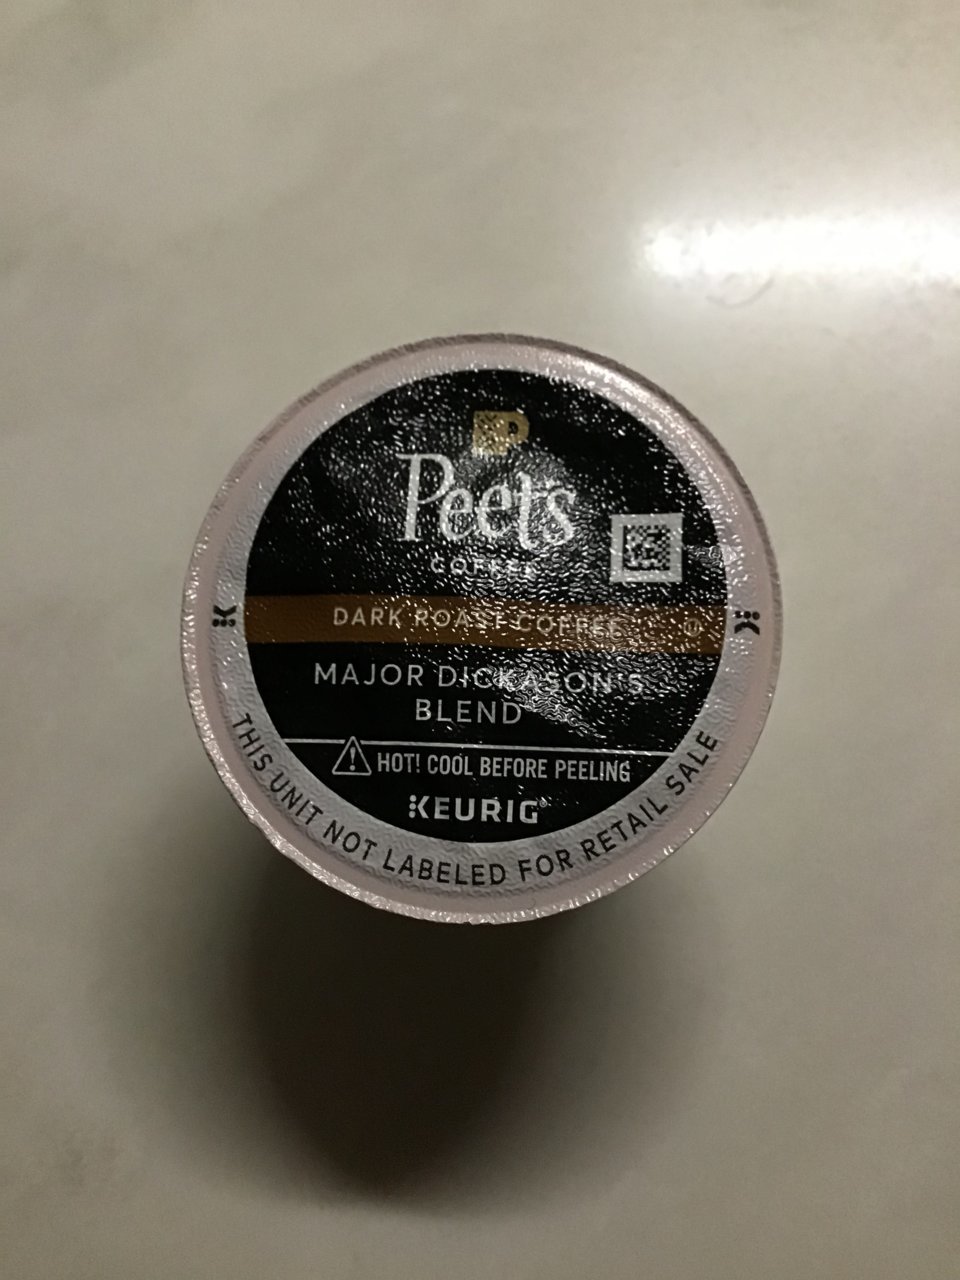 P
Peet's
COFFEE
DARK ROAST COFFEE
MAJOR DICKASON'S
BLEND
HOT! COOL BEFORE PEELING
KEURIG®
THIS UNIT NOT LABELED FOR RETAIL SALE